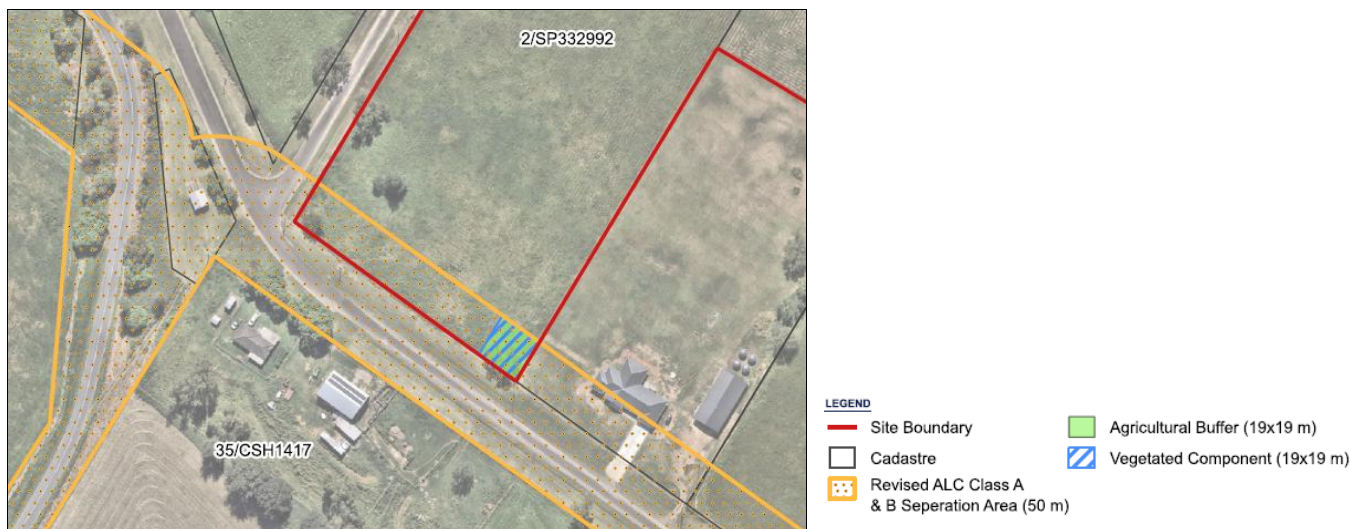 2/SP332992
35/CSH1417
LEGEND
Site Boundary
Cadastre
Revised ALC Class A
& B Seperation Area (50 m)
Agricultural Buffer (19x19 m)
Vegetated Component (19x19 m)